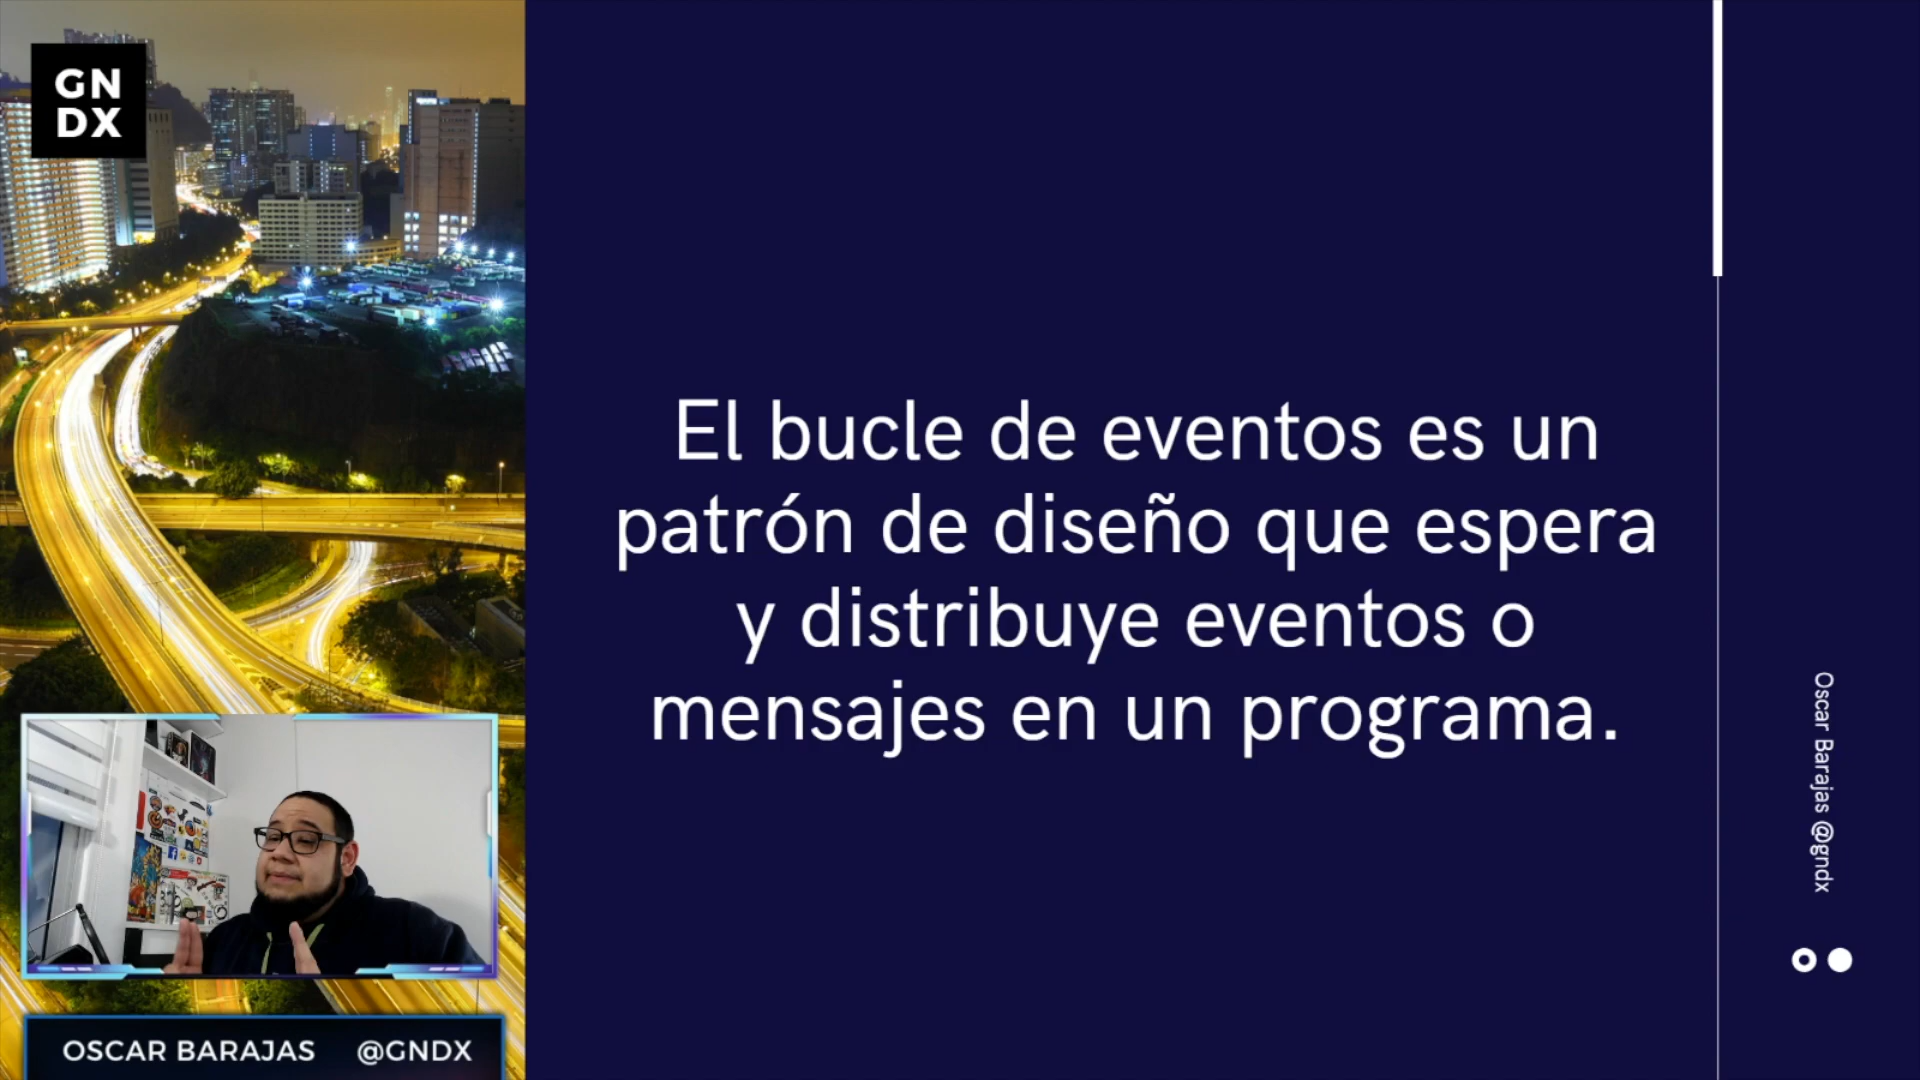 GN
DX
El bucle de eventos es un
patrón de diseño que espera
y distribuye eventos o
mensajes en un programa.
Oscar Barajas @gndx
OSCAR BARAJAS @GNDX